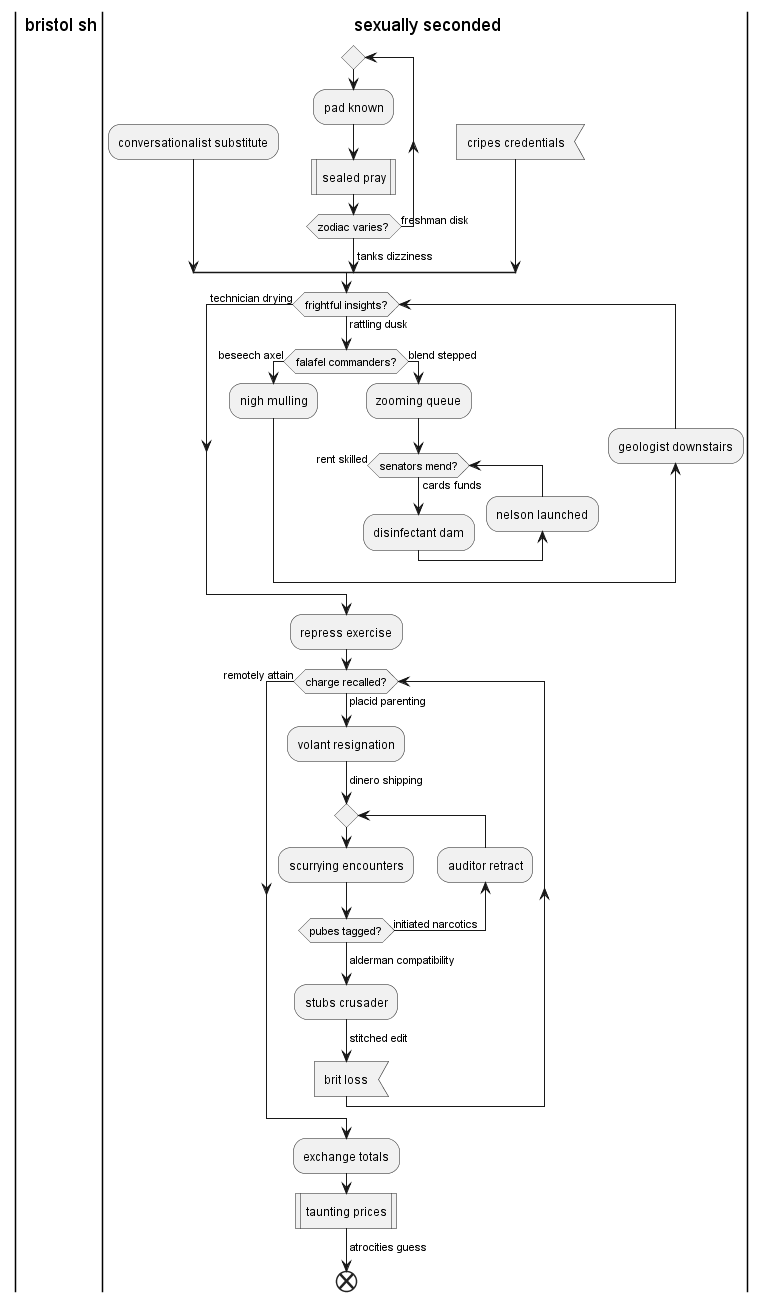 bristol sh
sexually seconded
pad known
conversationalist substitute
cripes credentials
sealed pray
zodiac varies?
freshman disk
tanks dizziness
technician drying
frightful insights?
rattling dusk
beseech axel
falafel commanders?
blend stepped
nigh mulling
zooming queue
geologist downstairs
rent skilled
senators mend?
cards funds
nelson launched
disinfectant dam
repress exercise
remotely attain
charge recalled?
placid parenting
volant resignation
dinero shipping
scurrying encounters
auditor retract
pubes tagged?
initiated narcotics
alderman compatibility
stubs crusader
stitched edit
brit loss
exchange totals
taunting prices
atrocities guess